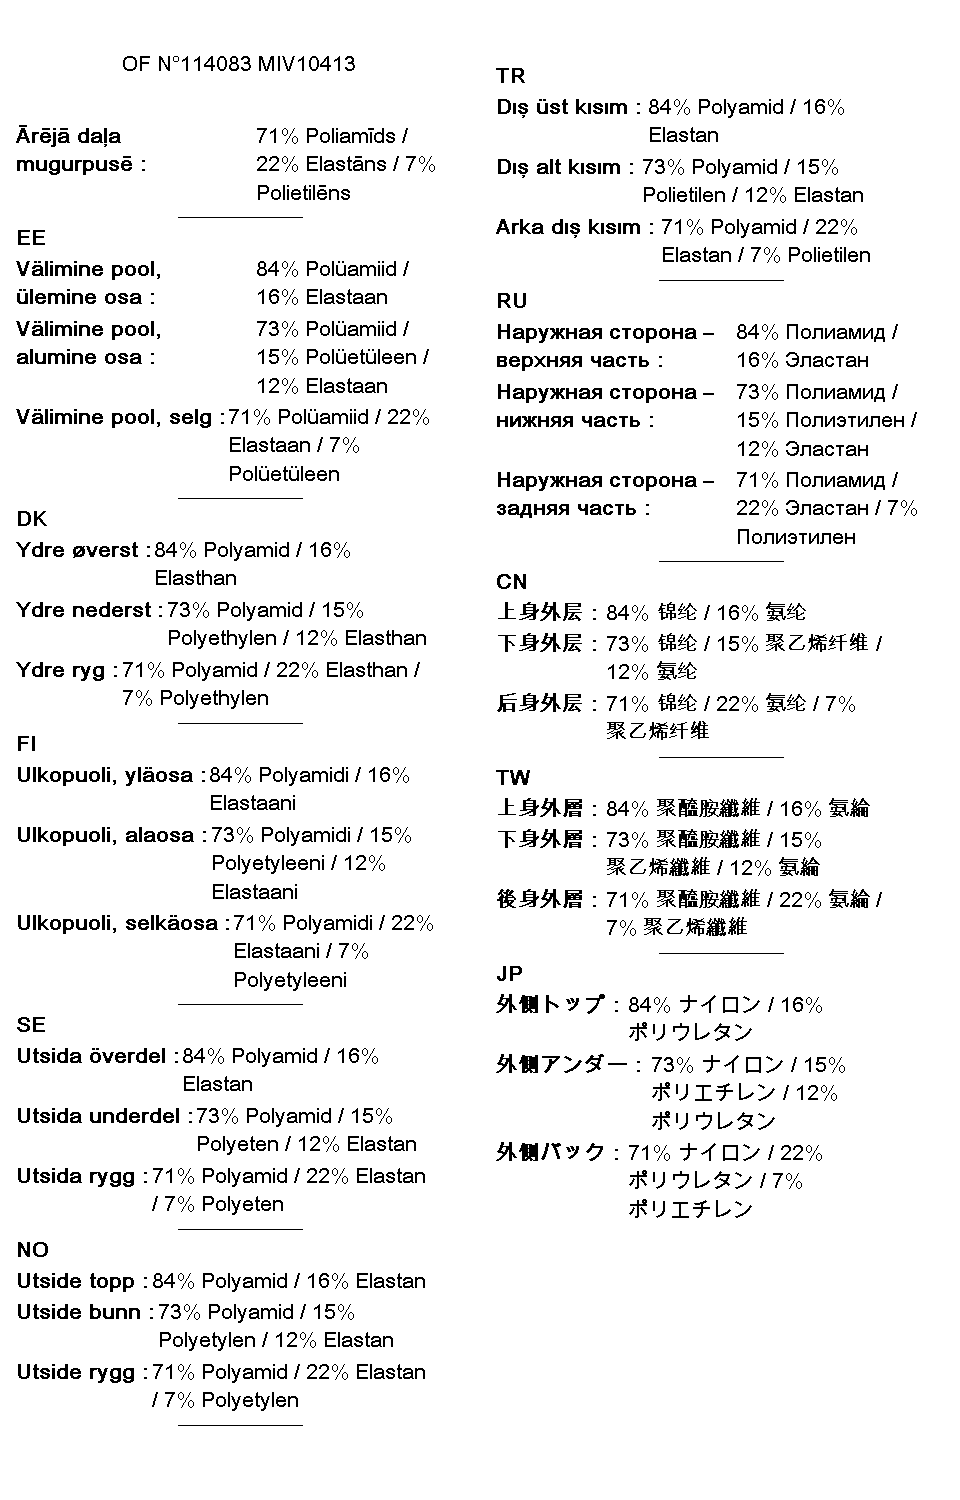 OF N°114083 MIV10413
Ārējā daļa 71% Poliamīds /
mugurpusē : 22% Elastāns / 7%
Polietilēns
EE
Välimine pool, 84% Polüamiid /
ülemine osa : 16% Elastaan
Välimine pool, 73% Polüamiid /
alumine osa : 15% Polüetüleen /
12% Elastaan
Välimine pool, selg : 71% Polüamiid / 22%
Elastaan / 7%
Polüetüleen
DK
Ydre øverst : 84% Polyamid / 16%
Elasthan
Ydre nederst : 73% Polyamid / 15%
Polyethylen / 12% Elasthan
Ydre ryg : 71% Polyamid / 22% Elasthan /
7% Polyethylen
FI
Ulkopuoli, yläosa : 84% Polyamidi / 16%
Elastaani
Ulkopuoli, alaosa : 73% Polyamidi / 15%
Polyetyleeni / 12%
Elastaani
Ulkopuoli, selkäosa : 71% Polyamidi / 22%
Elastaani / 7%
Polyetyleeni
SE
Utsida överdel : 84% Polyamid / 16%
Elastan
Utsida underdel : 73% Polyamid / 15%
Polyeten / 12% Elastan
Utsida rygg : 71% Polyamid / 22% Elastan
/ 7% Polyeten
NO
Utside topp : 84% Polyamid / 16% Elastan
Utside bunn : 73% Polyamid / 15%
Polyetylen / 12% Elastan
Utside rygg : 71% Polyamid / 22% Elastan
/ 7% Polyetylen
TR
Dış üst kısım : 84% Polyamid / 16%
Elastan
Dış alt kısım : 73% Polyamid / 15%
Polietilen / 12% Elastan
Arka dış kısım : 71% Polyamid / 22%
Elastan / 7% Polietilen
RU
Наружная сторона – 84% Полиамид /
верхняя часть : 16% Эластан
Наружная сторона – 73% Полиамид /
нижняя часть : 15% Полиэтилен /
12% Эластан
Наружная сторона – 71% Полиамид /
задняя часть : 22% Эластан / 7%
Полиэтилен
CN
上身外层 : 84% 锦纶 / 16% 氨纶
下身外层 : 73% 锦纶 / 15% 聚乙烯纤维 /
12% 氨纶
后身外层 : 71% 锦纶 / 22% 氨纶 / 7%
聚乙烯纤维
TW
上身外層 : 84% 聚醯胺纖維 / 16% 氨綸
下身外層 : 73% 聚醯胺纖維 / 15%
聚乙烯纖維 / 12% 氨綸
後身外層 : 71% 聚醯胺纖維 / 22% 氨綸 /
7% 聚乙烯纖維
JP
外側トップ : 84% ナイロン / 16%
ポリウレタン
外側アンダー : 73% ナイロン / 15%
ポリエチレン / 12%
ポリウレタン
外側バック : 71% ナイロン / 22%
ポリウレタン / 7%
ポリエチレン